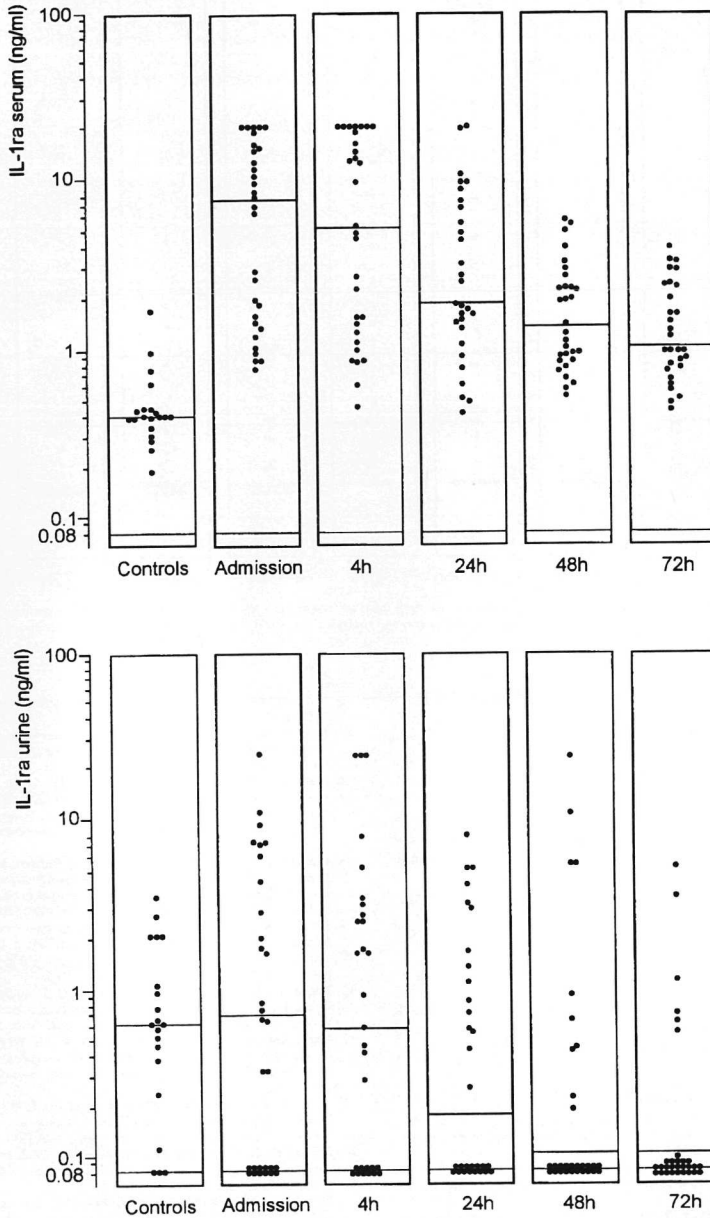 IL-1ra serum (ng/ml)
100
10
1
0.1
0.08
Controls Admission 4h 24h 48h 72h
IL-1ra urine (ng/ml)
100
10
1
0.1
0.08
Controls Admission 4h 24h 48h 72h